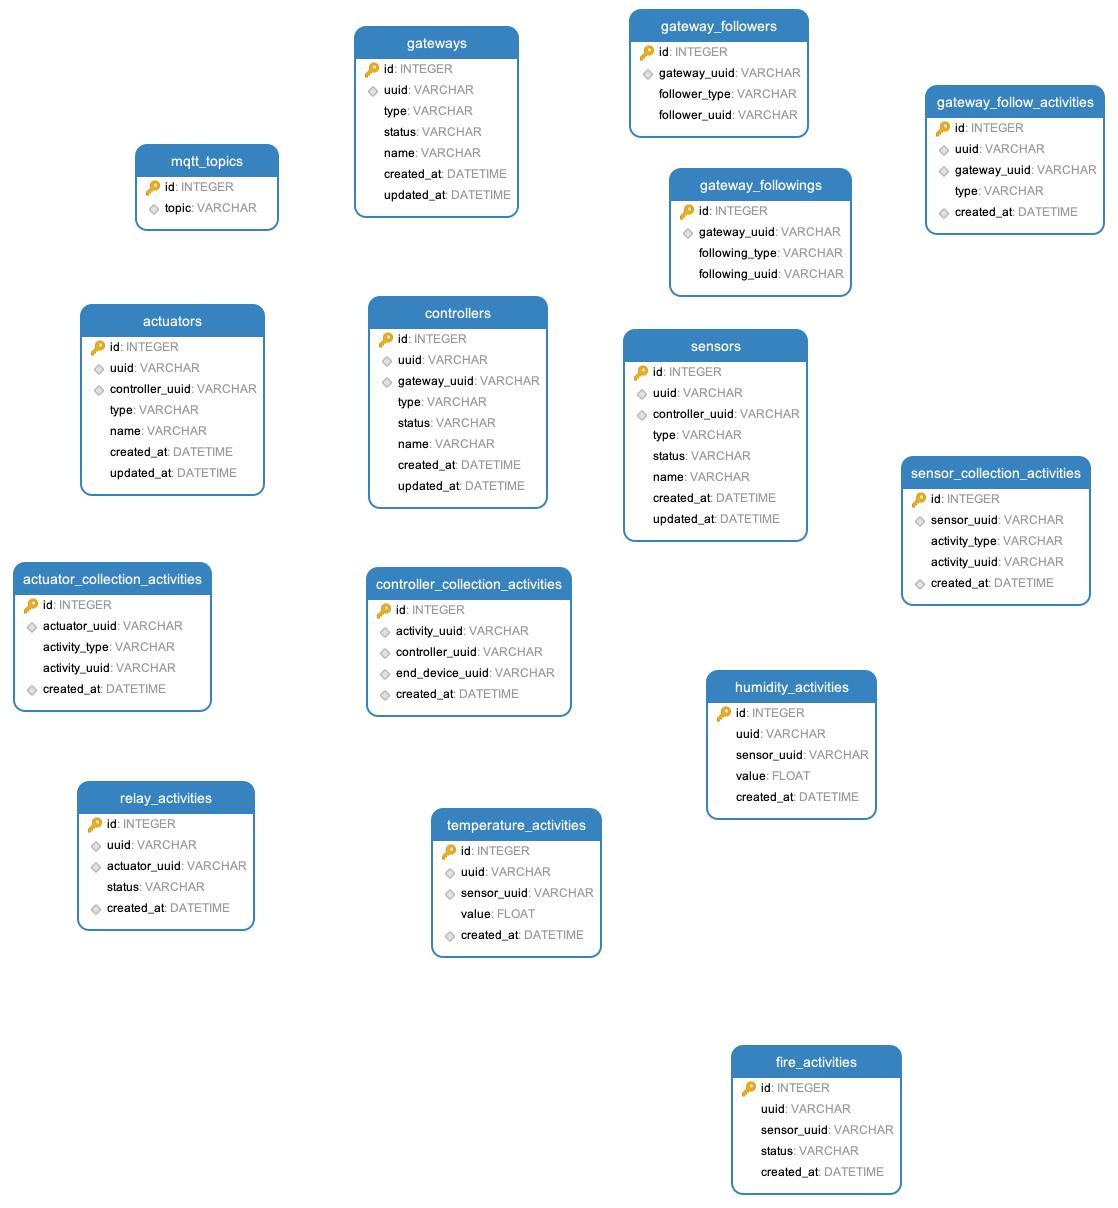 gateways
id: INTEGER
uuid: VARCHAR
type: VARCHAR
status: VARCHAR
name: VARCHAR
created_at: DATETIME
updated_at: DATETIME
gateway_followers
id: INTEGER
gateway_uuid: VARCHAR
follower_type: VARCHAR
follower_uuid: VARCHAR
gateway_follow_activities
id: INTEGER
uuid: VARCHAR
gateway_uuid: VARCHAR
type: VARCHAR
created_at: DATETIME
mqtt_topics
id: INTEGER
topic: VARCHAR
gateway_followings
id: INTEGER
gateway_uuid: VARCHAR
following_type: VARCHAR
following_uuid: VARCHAR
actuators
id: INTEGER
uuid: VARCHAR
controller_uuid: VARCHAR
type: VARCHAR
name: VARCHAR
created_at: DATETIME
updated_at: DATETIME
controllers
id: INTEGER
uuid: VARCHAR
gateway_uuid: VARCHAR
type: VARCHAR
status: VARCHAR
name: VARCHAR
created_at: DATETIME
updated_at: DATETIME
sensors
id: INTEGER
uuid: VARCHAR
controller_uuid: VARCHAR
type: VARCHAR
status: VARCHAR
name: VARCHAR
created_at: DATETIME
updated_at: DATETIME
sensor_collection_activities
id: INTEGER
sensor_uuid: VARCHAR
activity_type: VARCHAR
activity_uuid: VARCHAR
created_at: DATETIME
actuator_collection_activities
id: INTEGER
actuator_uuid: VARCHAR
activity_type: VARCHAR
activity_uuid: VARCHAR
created_at: DATETIME
controller_collection_activities
id: INTEGER
activity_uuid: VARCHAR
controller_uuid: VARCHAR
end_device_uuid: VARCHAR
created_at: DATETIME
humidity_activities
id: INTEGER
uuid: VARCHAR
sensor_uuid: VARCHAR
value: FLOAT
created_at: DATETIME
relay_activities
id: INTEGER
uuid: VARCHAR
actuator_uuid: VARCHAR
status: VARCHAR
created_at: DATETIME
temperature_activities
id: INTEGER
uuid: VARCHAR
sensor_uuid: VARCHAR
value: FLOAT
created_at: DATETIME
fire_activities
id: INTEGER
uuid: VARCHAR
sensor_uuid: VARCHAR
status: VARCHAR
created_at: DATETIME